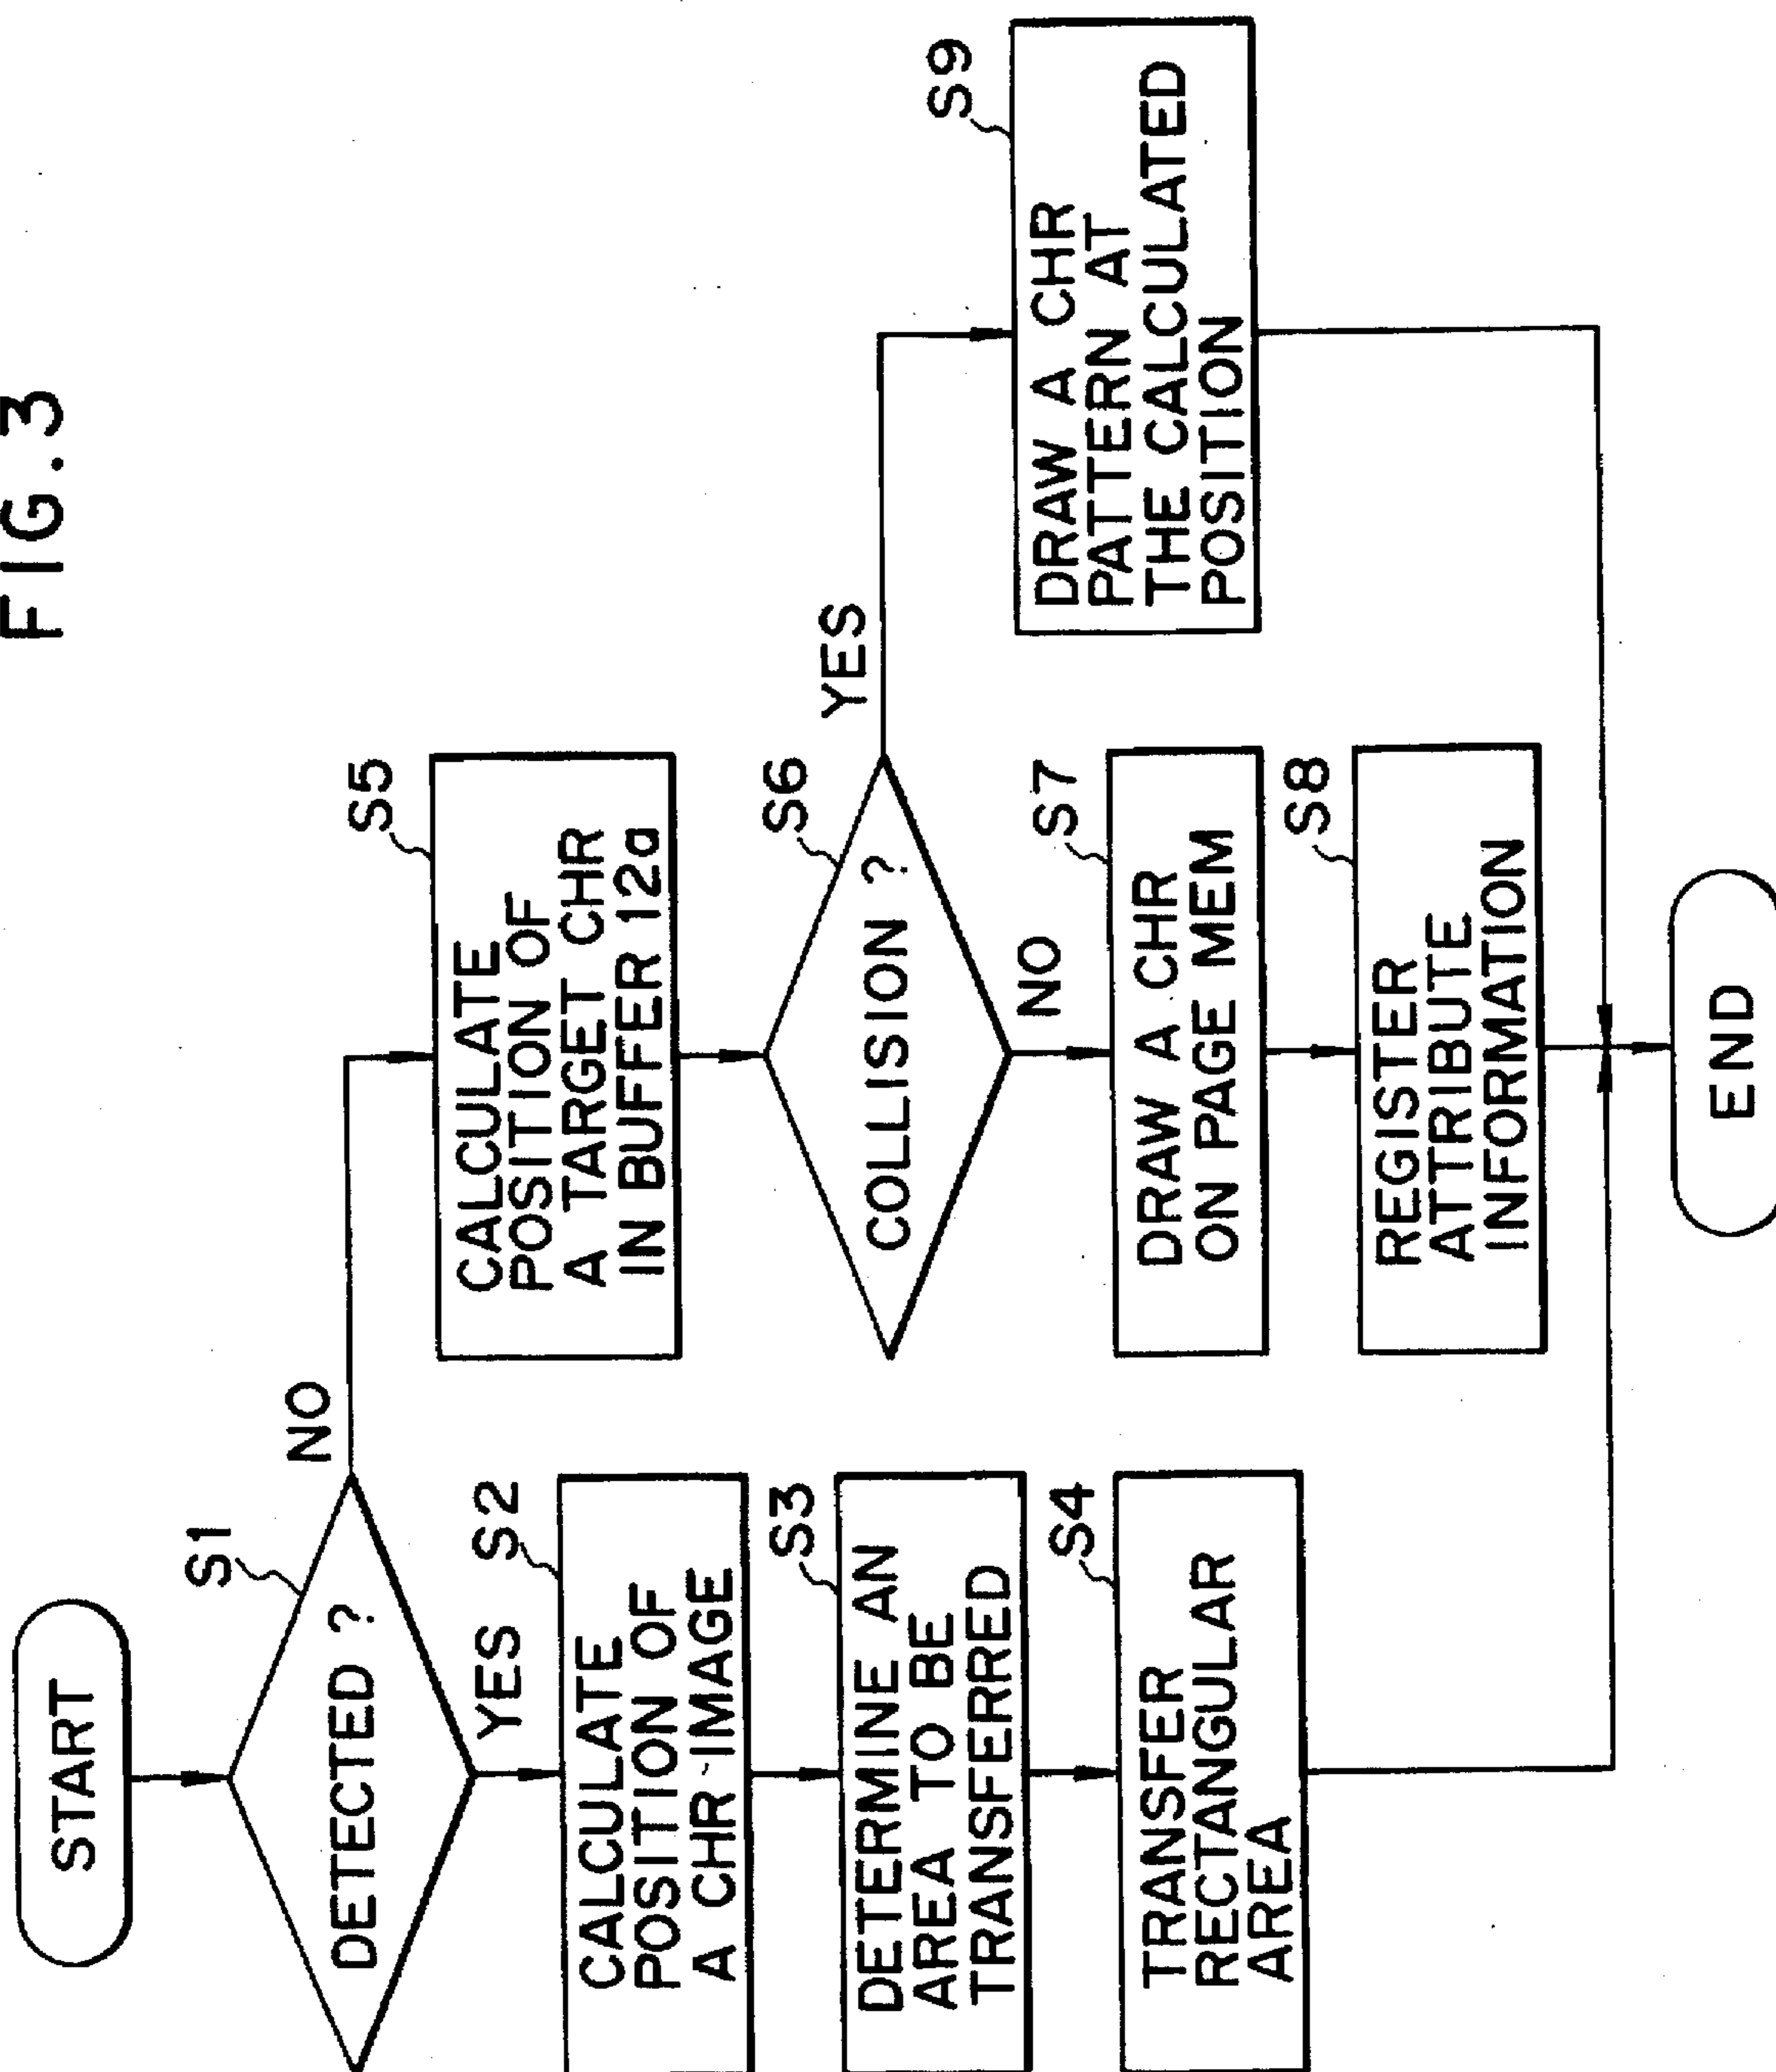 FIG.3
START
S1
DETECTED ?
NO
YES
S2
CALCULATE
POSITION OF
A CHR-IMAGE
S3
DETERMINE AN
AREA TO BE
TRANSFERRED
S4
TRANSFER
RECTANGULAR
AREA
S5
CALCULATE
POSITION OF
A TARGET CHR
IN BUFFER 12a
S6
COLLISION ?
YES
NO
S7
DRAW A CHR
ON PAGE MEM
S8
REGISTER
ATTRIBUTE
INFORMATION
S9
DRAW A CHR
PATTERN AT
THE CALCULATED
POSITION
END